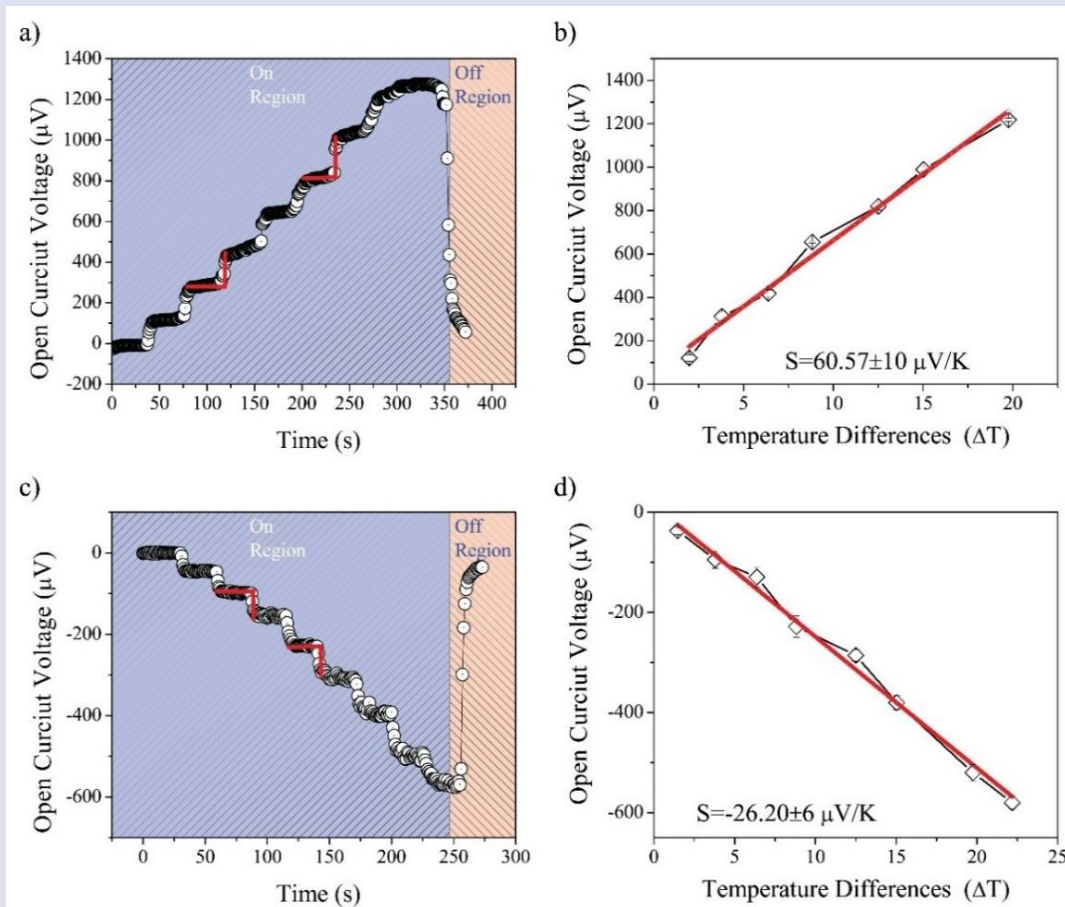 a)
On
Region
Off
Region
1400
1200
1000
800
600
400
200
0
-200
0 50 100 150 200 250 300 350 400
Open Curciut Voltage (μV)
Time (s)
b)
1400
1200
1000
800
600
400
200
0
0 5 10 15 20
Open Curciut Voltage (μV)
S=60.57±10 μV/K
Temperature Differences (ΔT)
c)
On
Region
Off
Region
0
-200
-400
-600
0 50 100 150 200 250 300
Open Curciut Voltage (μV)
Time (s)
d)
0
-200
-400
-600
0 5 10 15 20 25
Open Curciut Voltage (μV)
S=-26.20±6 μV/K
Temperature Differences (ΔT)